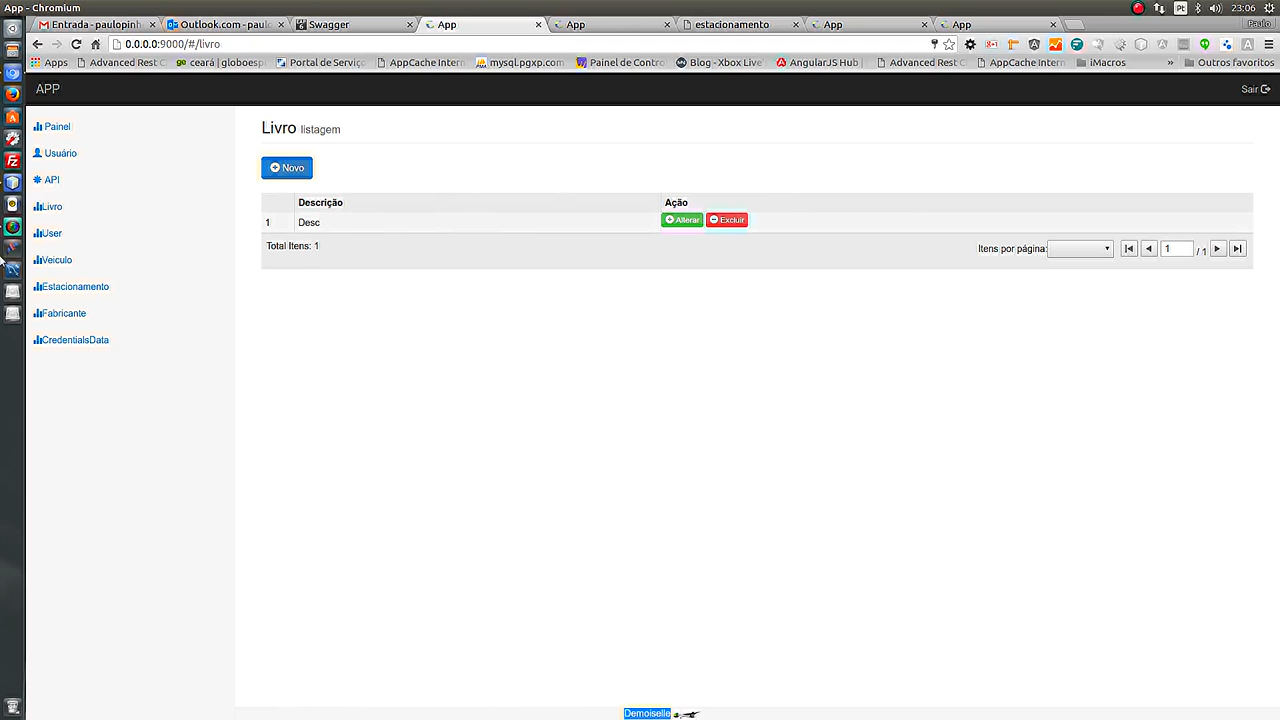 App - Chromium
Pt
23:06
Entrada - paulopinh
Outlook.com - paulo
Swagger
App
App
estacionamento
App
App
Paulo
0.0.0.0:9000/#/livro
Apps
Advanced Rest C
ceará | globoesp
Portal de Serviç
AppCache Intern
mysql.pgxp.com
Painel de Contro
Blog
Live
AngularJS Hub |
Advanced Rest C
AppCache Intern
iMacros
»
Outros favoritos
APP
Sair
Painel
Usuário
API
Livro
User
Veiculo
Estacionamento
Fabricante
CredentialsData
Livro listagem
Novo
Descrição Ação
1 Desc Alterar Excluir
Total Itens: 1
Itens por página: 1 / 1
Demoiselle